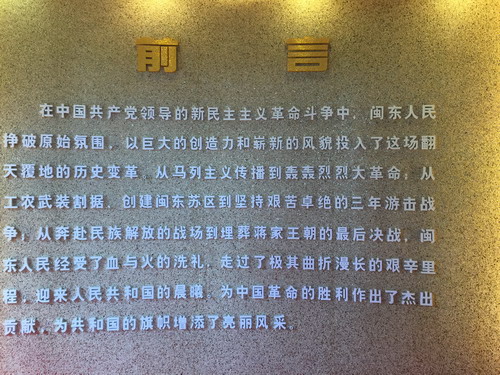 前言
在中国共产党领导的新民主主义革命斗争中，闽东人民
挣破原始氛围，以巨大的创造力和崭新的风貌投入了这场翻
天覆地的历史变革。从马列主义传播到轰轰烈烈大革命；从
工农武装割据，创建闽东苏区到坚持艰苦卓绝的三年游击战
争；从奔赴民族解放的战场到埋葬蒋家王朝的最后决战，闽
东人民经受了血与火的洗礼，走过了极其曲折漫长的艰辛里
程，迎来人民共和国的晨曦。为中国革命的胜利作出了杰出
贡献，为共和国的旗帜增添了亮丽风采。